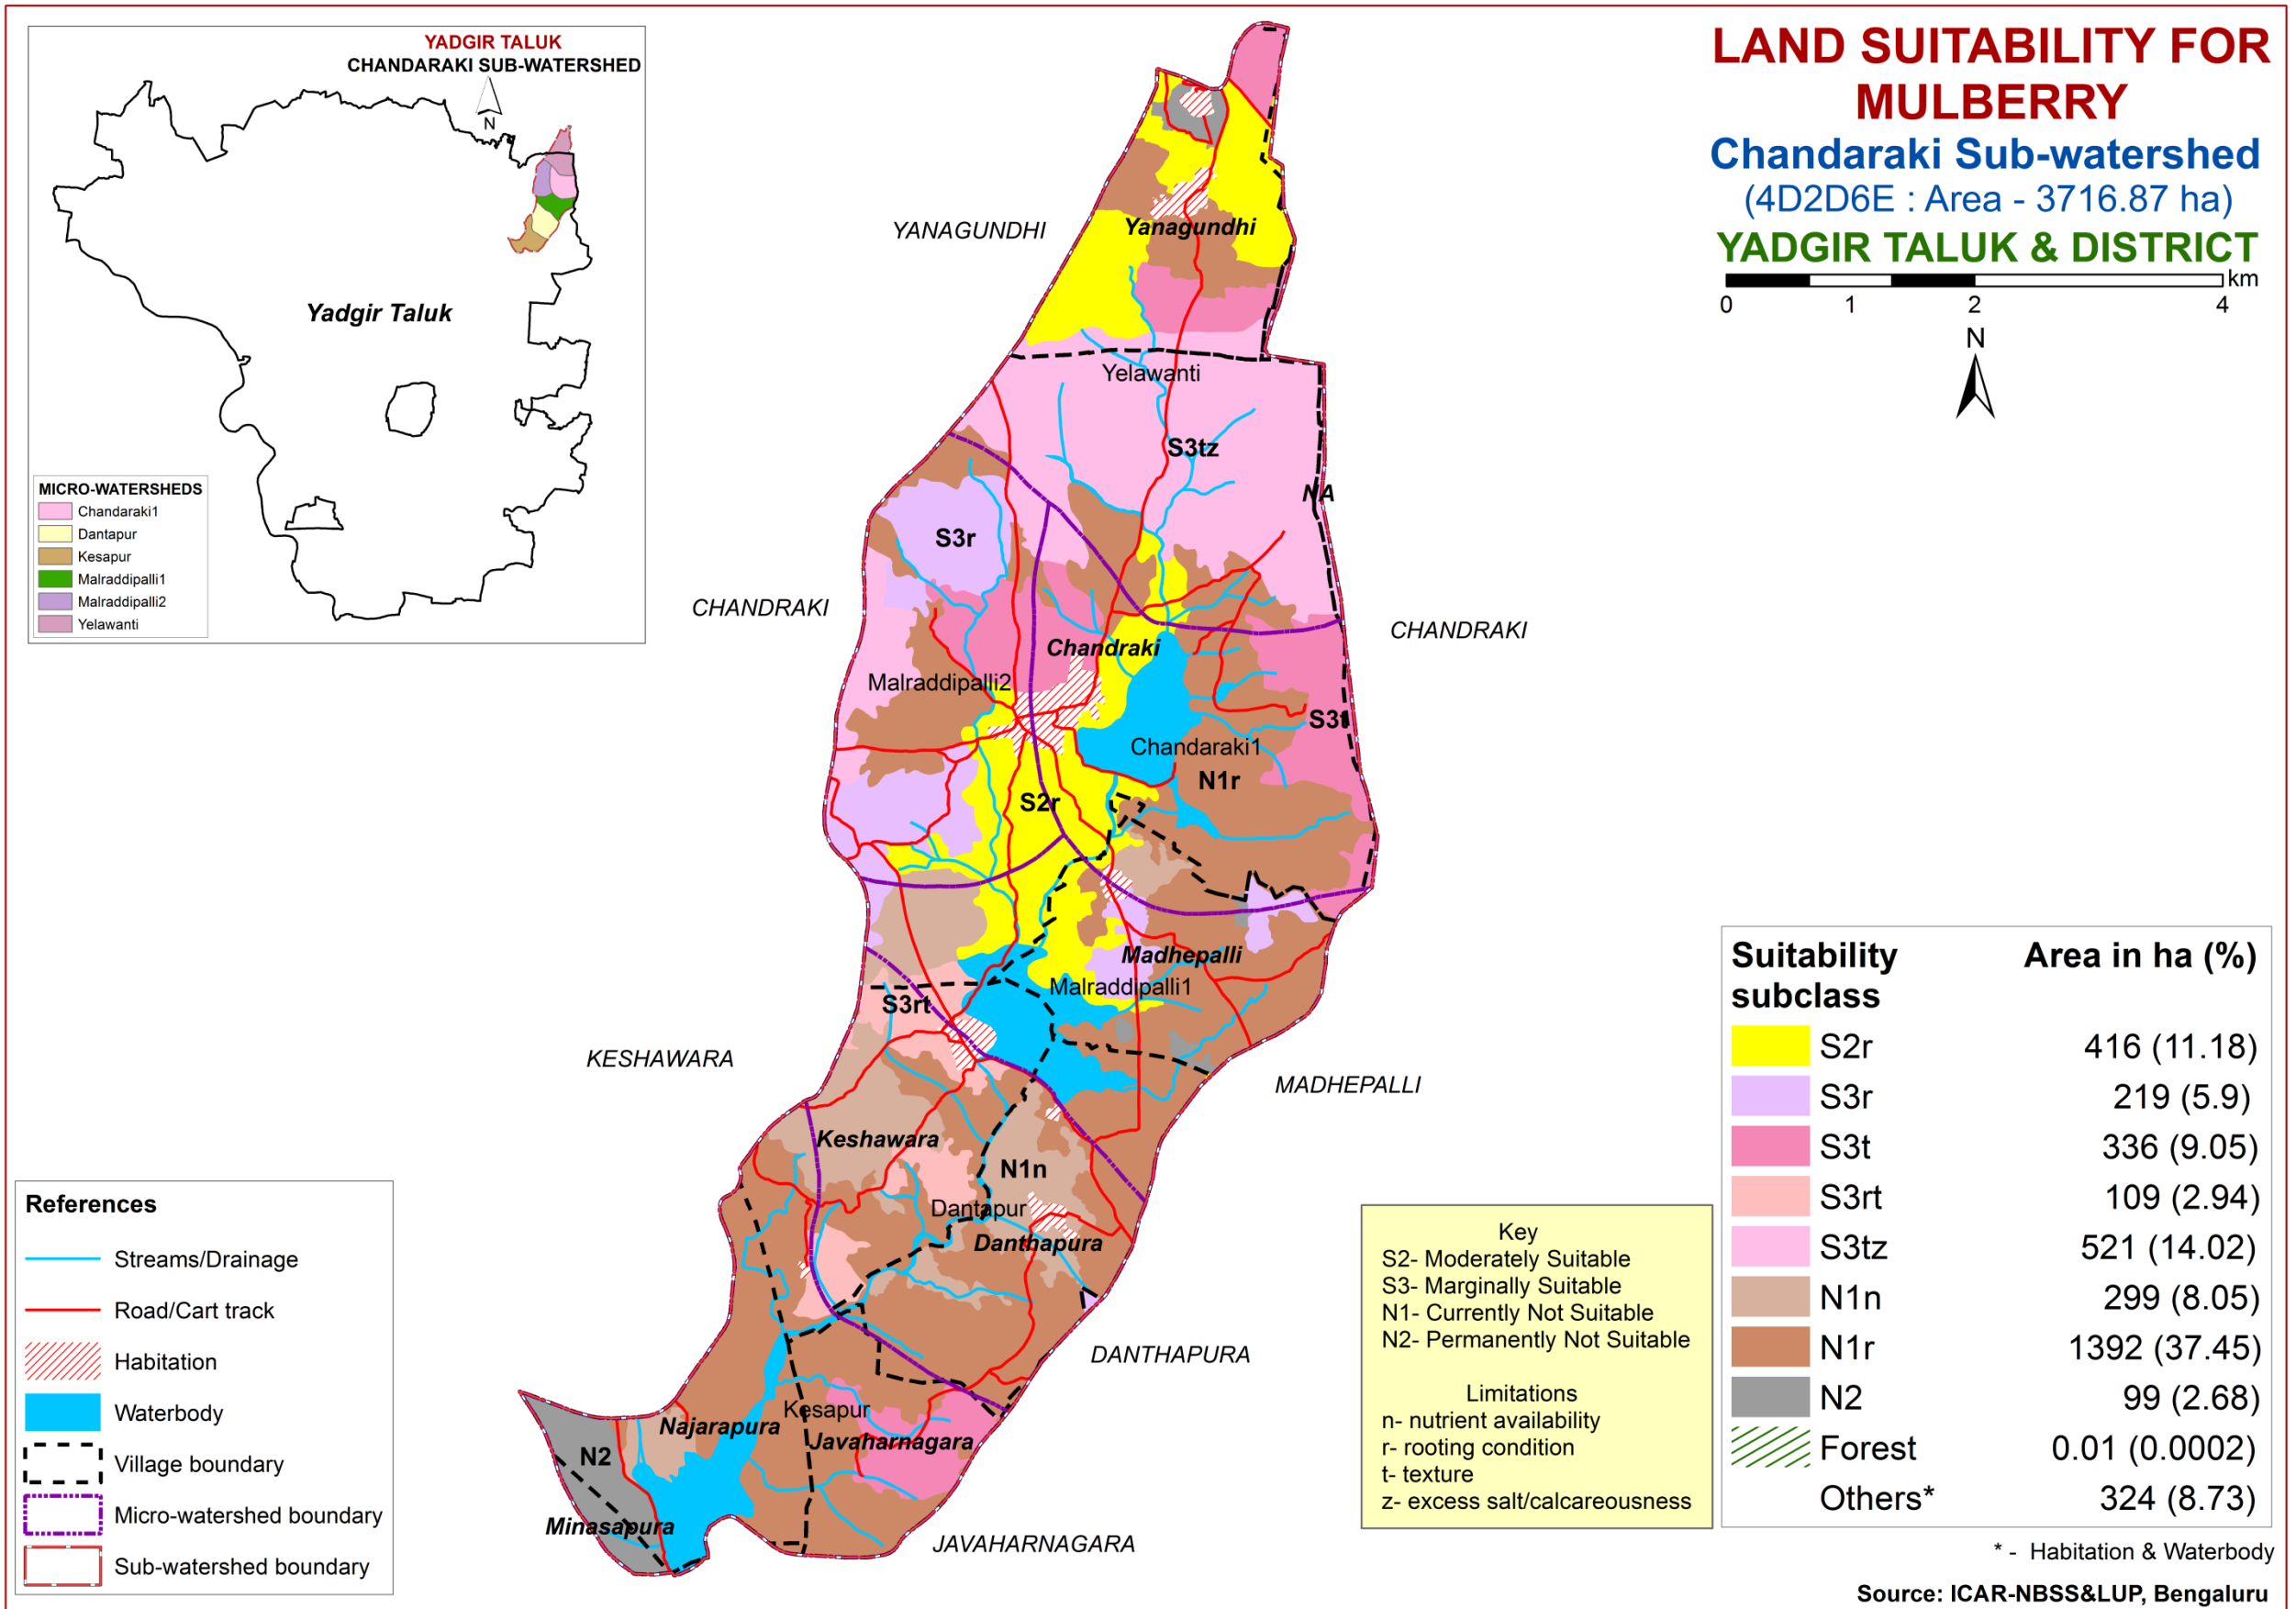 YADGIR TALUK
CHANDARAKI SUB-WATERSHED
N
Yadgir Taluk
MICRO-WATERSHEDS
Chandaraki1
Dantapur
Kesapur
Malraddipalli1
Malraddipalli2
Yelawanti
LAND SUITABILITY FOR
MULBERRY
Chandaraki Sub-watershed
(4D2D6E : Area - 3716.87 ha)
YADGIR TALUK & DISTRICT
km
0 1 2 4
N
YANAGUNDHI
Yanagundhi
Yelawanti
S3tz
NA
S3r
CHANDRAKI
CHANDRAKI
Chandraki
Malraddipalli2
S3t
Chandaraki1
N1r
S2r
Madhepalli
Malraddipalli1
S3rt
KESHAWARA
MADHEPALLI
Keshawara
N1n
Dantapur
Danthapura
DANTHAPURA
Kesapur
Najarapura
Javaharnagara
N2
Minasapura
JAVAHARNAGARA
References
Streams/Drainage
Road/Cart track
Habitation
Waterbody
Village boundary
Micro-watershed boundary
Sub-watershed boundary
Key
S2- Moderately Suitable
S3- Marginally Suitable
N1- Currently Not Suitable
N2- Permanently Not Suitable
Limitations
n- nutrient availability
r- rooting condition
t- texture
z- excess salt/calcareousness
Suitability subclass Area in ha (%)
S2r 416 (11.18)
S3r 219 (5.9)
S3t 336 (9.05)
S3rt 109 (2.94)
S3tz 521 (14.02)
N1n 299 (8.05)
N1r 1392 (37.45)
N2 99 (2.68)
Forest 0.01 (0.0002)
Others* 324 (8.73)
* - Habitation & Waterbody
Source: ICAR-NBSS&LUP, Bengaluru